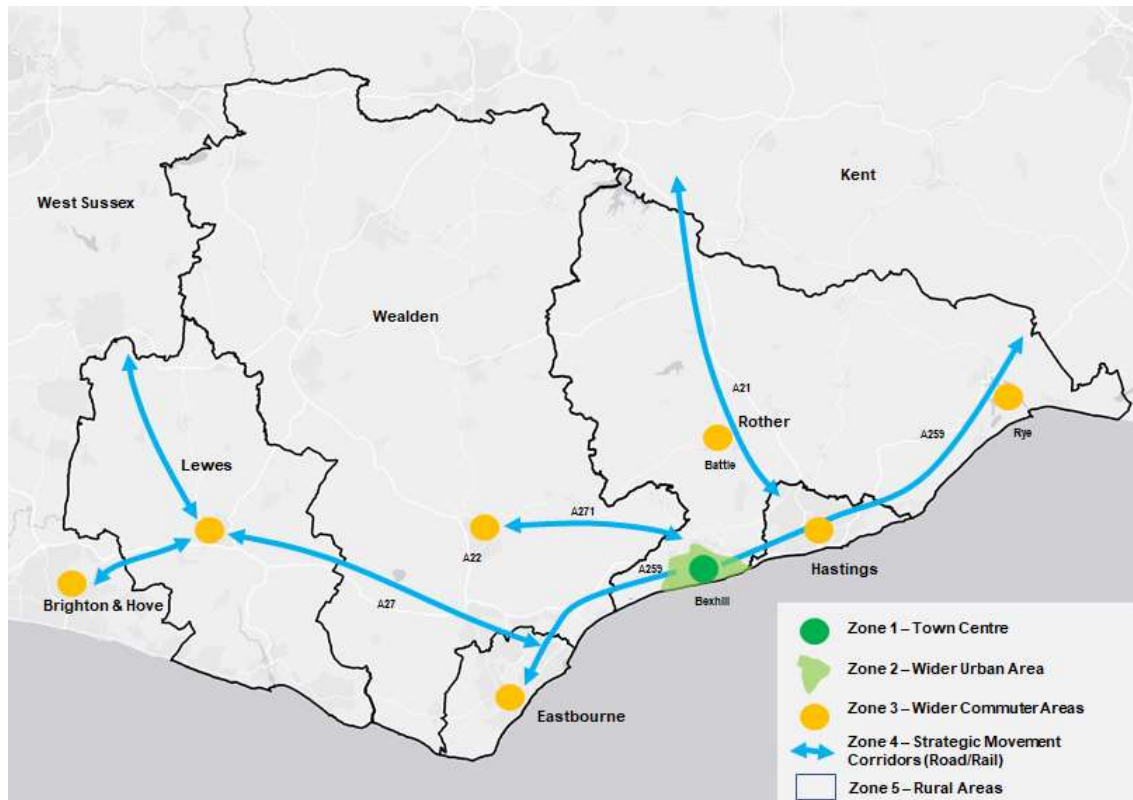 Kent
West Sussex
Wealden
A21
Rother
Battle
A259
Rye
Lewes
A271
A22
A259
Hastings
Bexhill
A27
Brighton & Hove
Eastbourne
Zone 1 – Town Centre
Zone 2 – Wider Urban Area
Zone 3 – Wider Commuter Areas
Zone 4 – Strategic Movement
Corridors (Road/Rail)
Zone 5 – Rural Areas